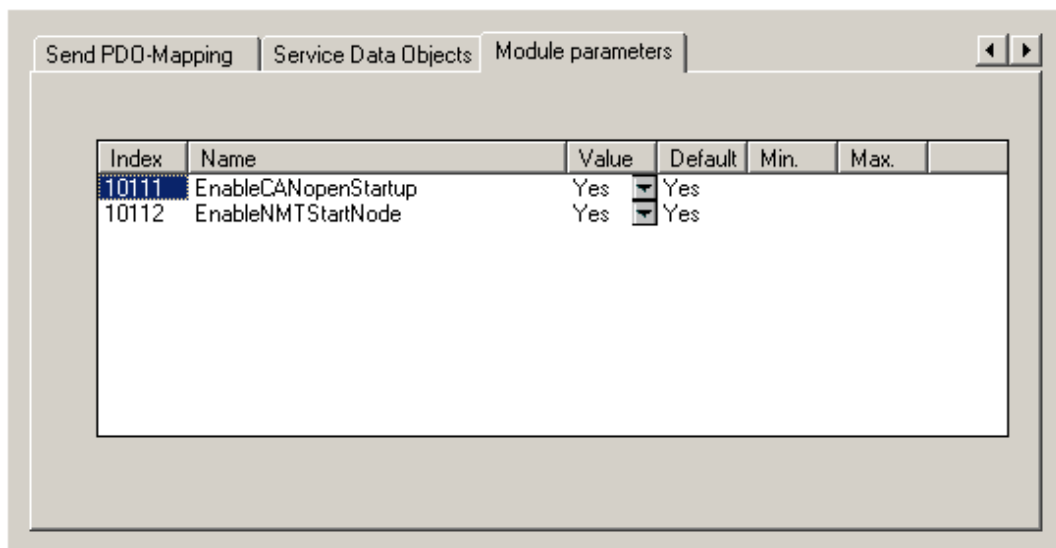 Send PDO-Mapping Service Data Objects Module parameters
Index Name Value Default Min. Max.
10111 EnableCANopenStartup Yes Yes
10112 EnableNMTStartNode Yes Yes